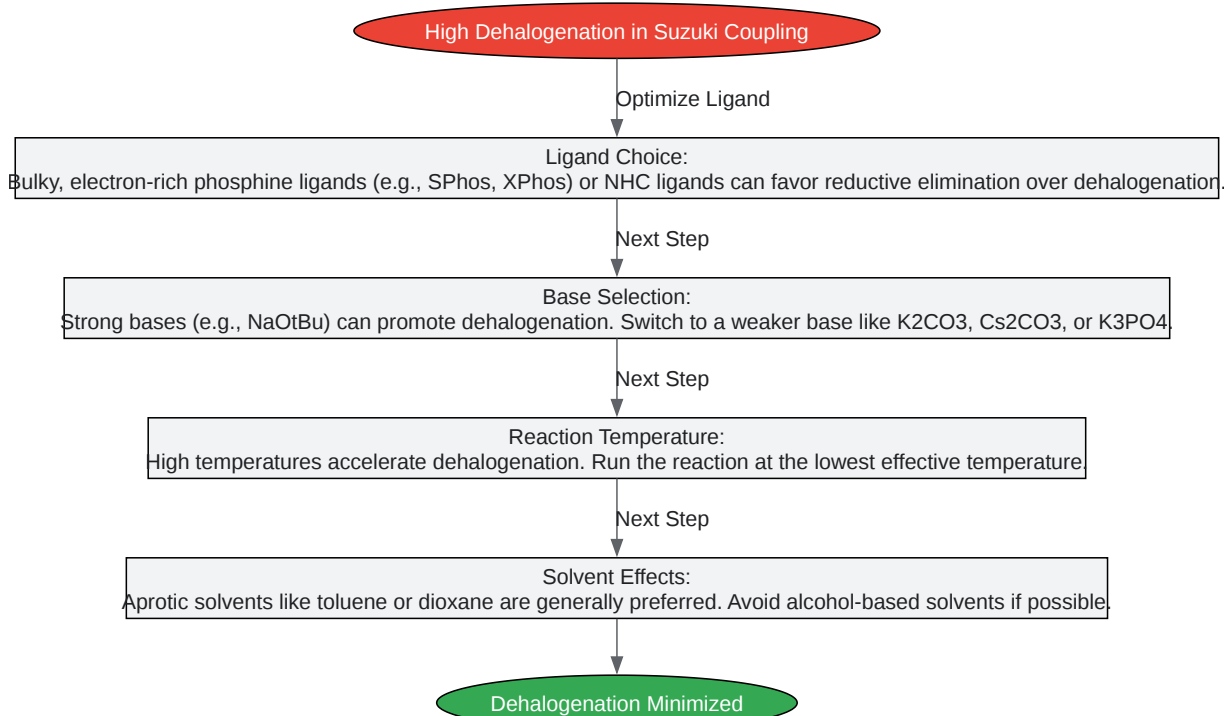 High Dehalogenation in Suzuki Coupling
Optimize Ligand
Ligand Choice:
Bulky, electron-rich phosphine ligands (e.g., SPhos, XPhos) or NHC ligands can favor reductive elimination over dehalogenation.
Next Step
Base Selection:
Strong bases (e.g., NaOtBu) can promote dehalogenation. Switch to a weaker base like K2CO3, Cs2CO3, or K3PO4.
Next Step
Reaction Temperature:
High temperatures accelerate dehalogenation. Run the reaction at the lowest effective temperature.
Next Step
Solvent Effects:
Aprotic solvents like toluene or dioxane are generally preferred. Avoid alcohol-based solvents if possible.
Dehalogenation Minimized